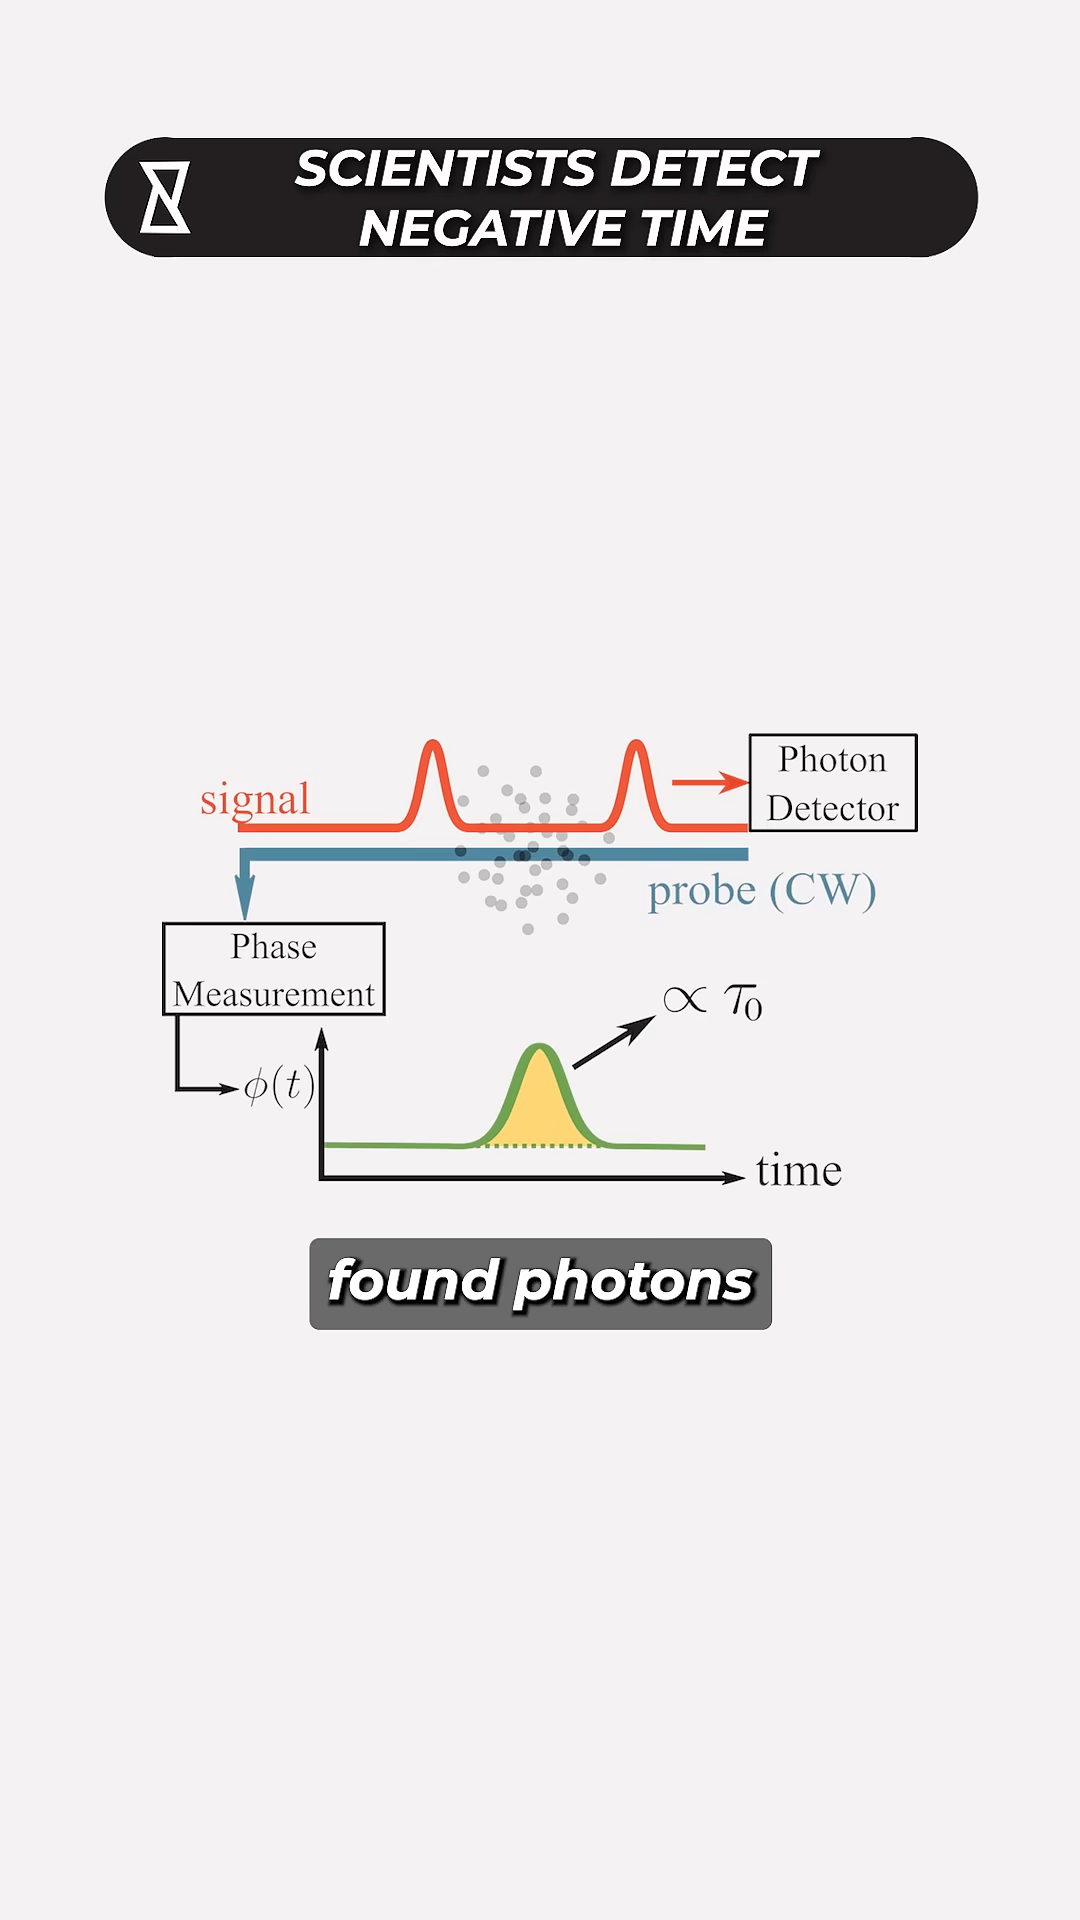 SCIENTISTS DETECT
NEGATIVE TIME
signal
Photon
Detector
probe (CW)
Phase
Measurement
∝ τ₀
ϕ(t)
time
found photons